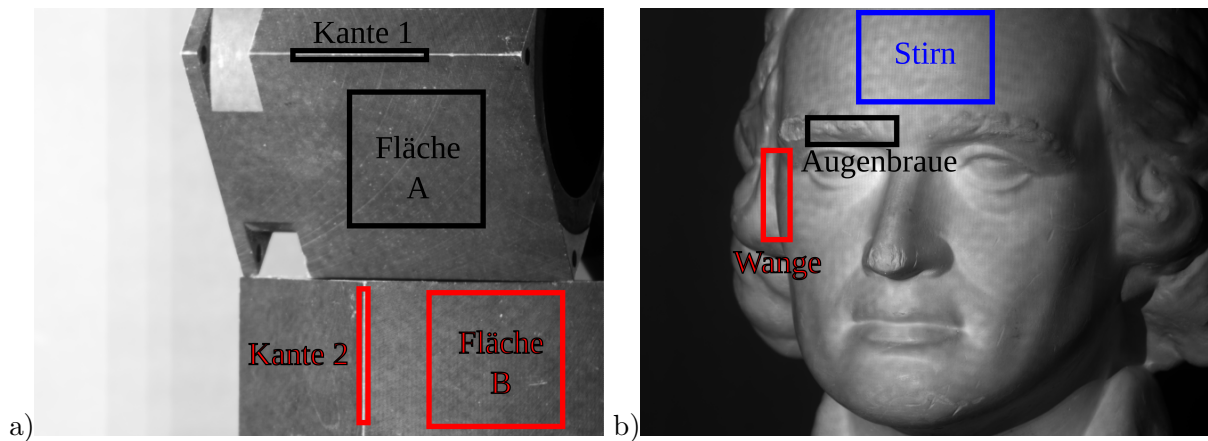 Kante 1
Fläche
A
Kante 2
Fläche
B
a)
Stirn
Augenbraue
Wange
b)